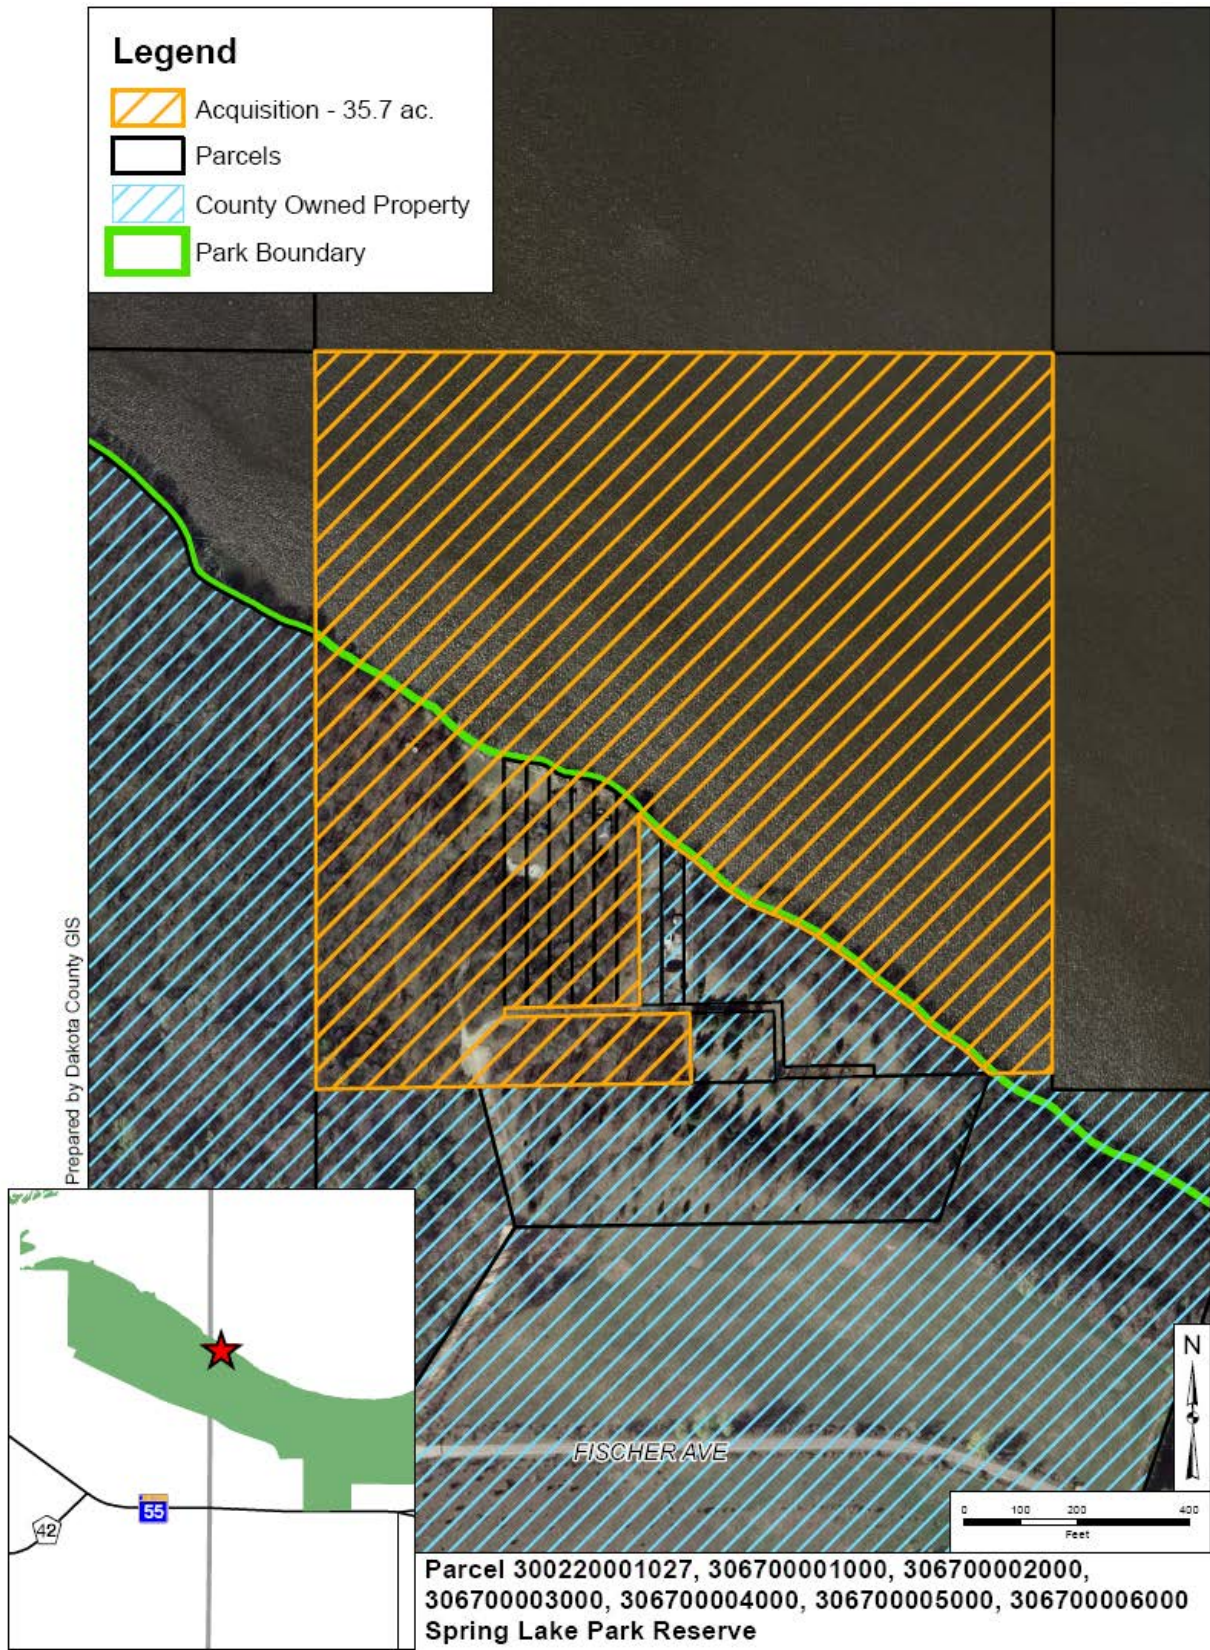 Legend
Acquisition - 35.7 ac.
Parcels
County Owned Property
Park Boundary
Prepared by Dakota County GIS
FISCHER AVE
N
0 100 200 400
Feet
55
42
Parcel 300220001027, 306700001000, 306700002000,
306700003000, 306700004000, 306700005000, 306700006000
Spring Lake Park Reserve